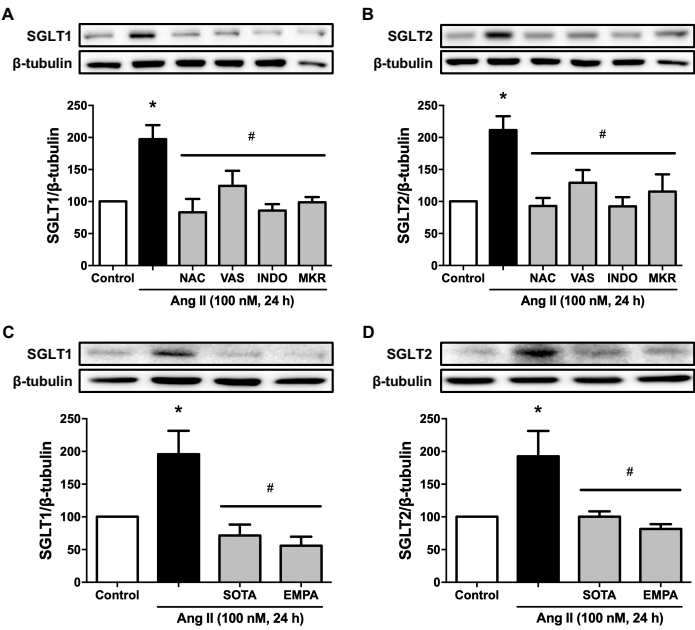 A
SGLT1
β-tubulin
SGLT1/β-tubulin
250
200
150
100
50
0
*
#
Control
NAC
VAS
INDO
MKR
Ang II (100 nM, 24 h)
B
SGLT2
β-tubulin
SGLT2/β-tubulin
250
200
150
100
50
0
*
#
Control
NAC
VAS
INDO
MKR
Ang II (100 nM, 24 h)
C
SGLT1
β-tubulin
SGLT1/β-tubulin
250
200
150
100
50
0
*
#
Control
SOTA
EMPA
Ang II (100 nM, 24 h)
D
SGLT2
β-tubulin
SGLT2/β-tubulin
250
200
150
100
50
0
*
#
Control
SOTA
EMPA
Ang II (100 nM, 24 h)